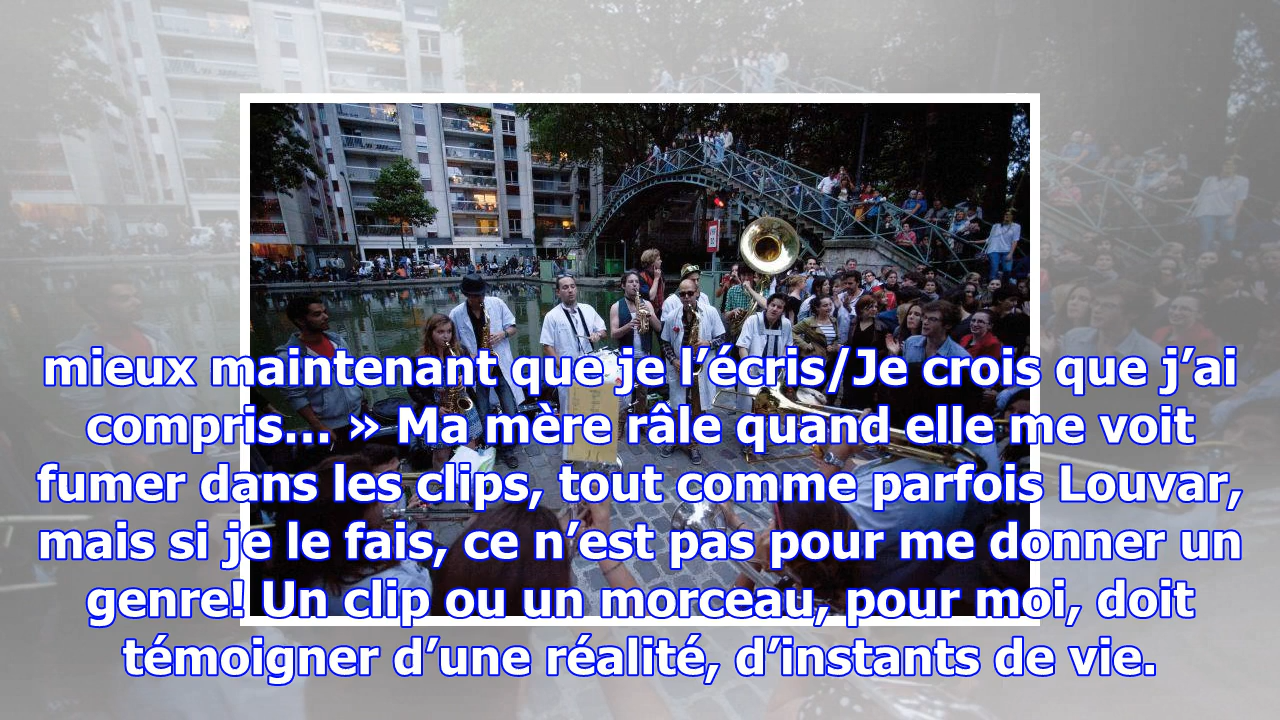 mieux maintenant que je l’écris/Je crois que j’ai
compris... » Ma mère râle quand elle me voit
fumer dans les clips, tout comme parfois Louvar,
mais si je le fais, ce n’est pas pour me donner un
genre! Un clip ou un morceau, pour moi, doit
témoigner d’une réalité, d’instants de vie.